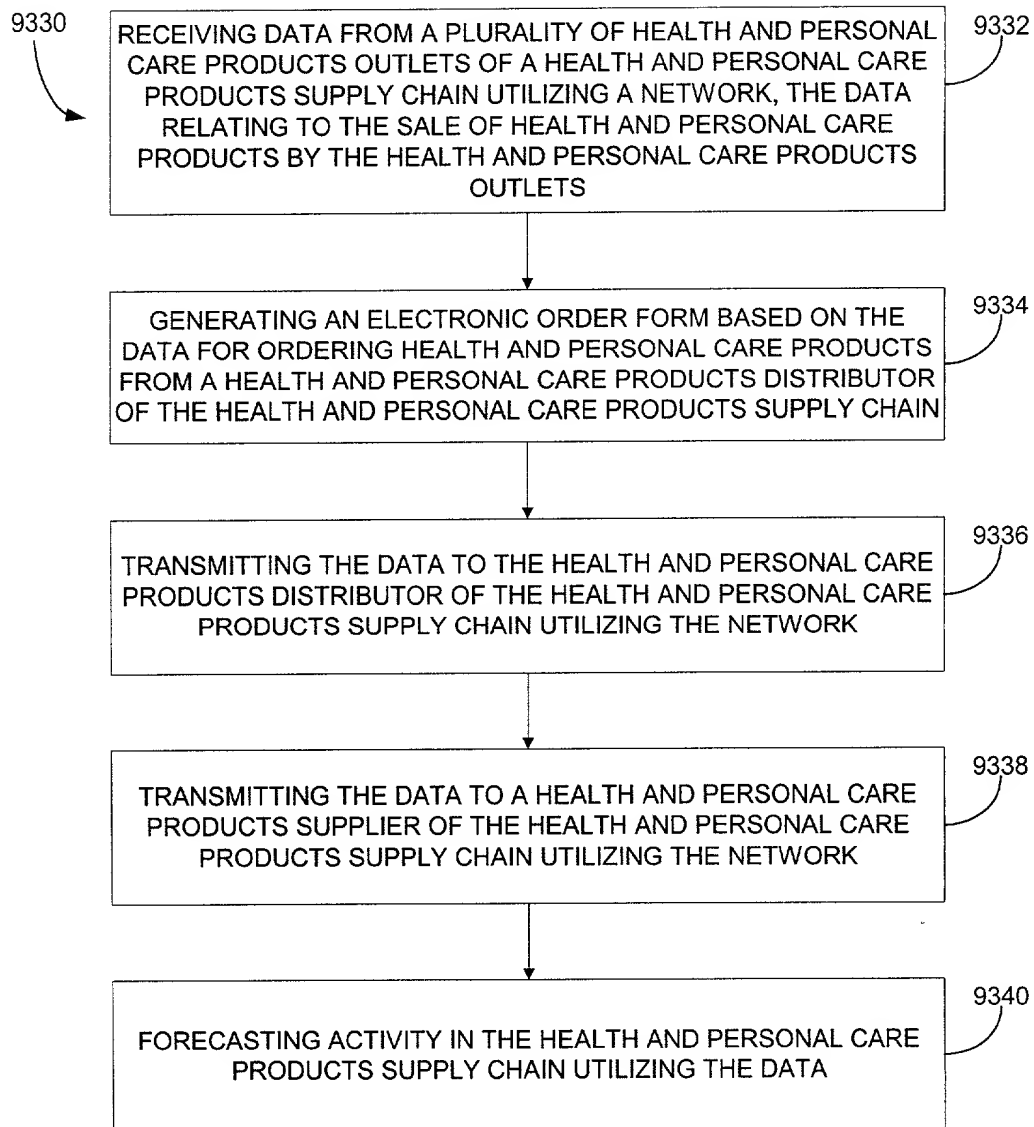 9330
RECEIVING DATA FROM A PLURALITY OF HEALTH AND PERSONAL
CARE PRODUCTS OUTLETS OF A HEALTH AND PERSONAL CARE
PRODUCTS SUPPLY CHAIN UTILIZING A NETWORK, THE DATA
RELATING TO THE SALE OF HEALTH AND PERSONAL CARE
PRODUCTS BY THE HEALTH AND PERSONAL CARE PRODUCTS
OUTLETS
9332
GENERATING AN ELECTRONIC ORDER FORM BASED ON THE
DATA FOR ORDERING HEALTH AND PERSONAL CARE PRODUCTS
FROM A HEALTH AND PERSONAL CARE PRODUCTS DISTRIBUTOR
OF THE HEALTH AND PERSONAL CARE PRODUCTS SUPPLY CHAIN
9334
TRANSMITTING THE DATA TO THE HEALTH AND PERSONAL CARE
PRODUCTS DISTRIBUTOR OF THE HEALTH AND PERSONAL CARE
PRODUCTS SUPPLY CHAIN UTILIZING THE NETWORK
9336
TRANSMITTING THE DATA TO A HEALTH AND PERSONAL CARE
PRODUCTS SUPPLIER OF THE HEALTH AND PERSONAL CARE
PRODUCTS SUPPLY CHAIN UTILIZING THE NETWORK
9338
FORECASTING ACTIVITY IN THE HEALTH AND PERSONAL CARE
PRODUCTS SUPPLY CHAIN UTILIZING THE DATA
9340